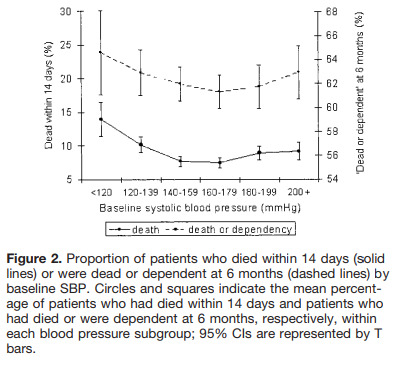 30
25
20
15
10
5
Dead within 14 days (%)
68
66
64
62
60
58
56
54
'Dead or dependent' at 6 months (%)
<120 120-139 140-159 160-179 180-199 200+
Baseline systolic blood pressure (mmHg)
death death or dependency
Figure 2. Proportion of patients who died within 14 days (solid
lines) or were dead or dependent at 6 months (dashed lines) by
baseline SBP. Circles and squares indicate the mean percent-
age of patients who had died within 14 days and patients who
had died or were dependent at 6 months, respectively, within
each blood pressure subgroup; 95% CIs are represented by T
bars.